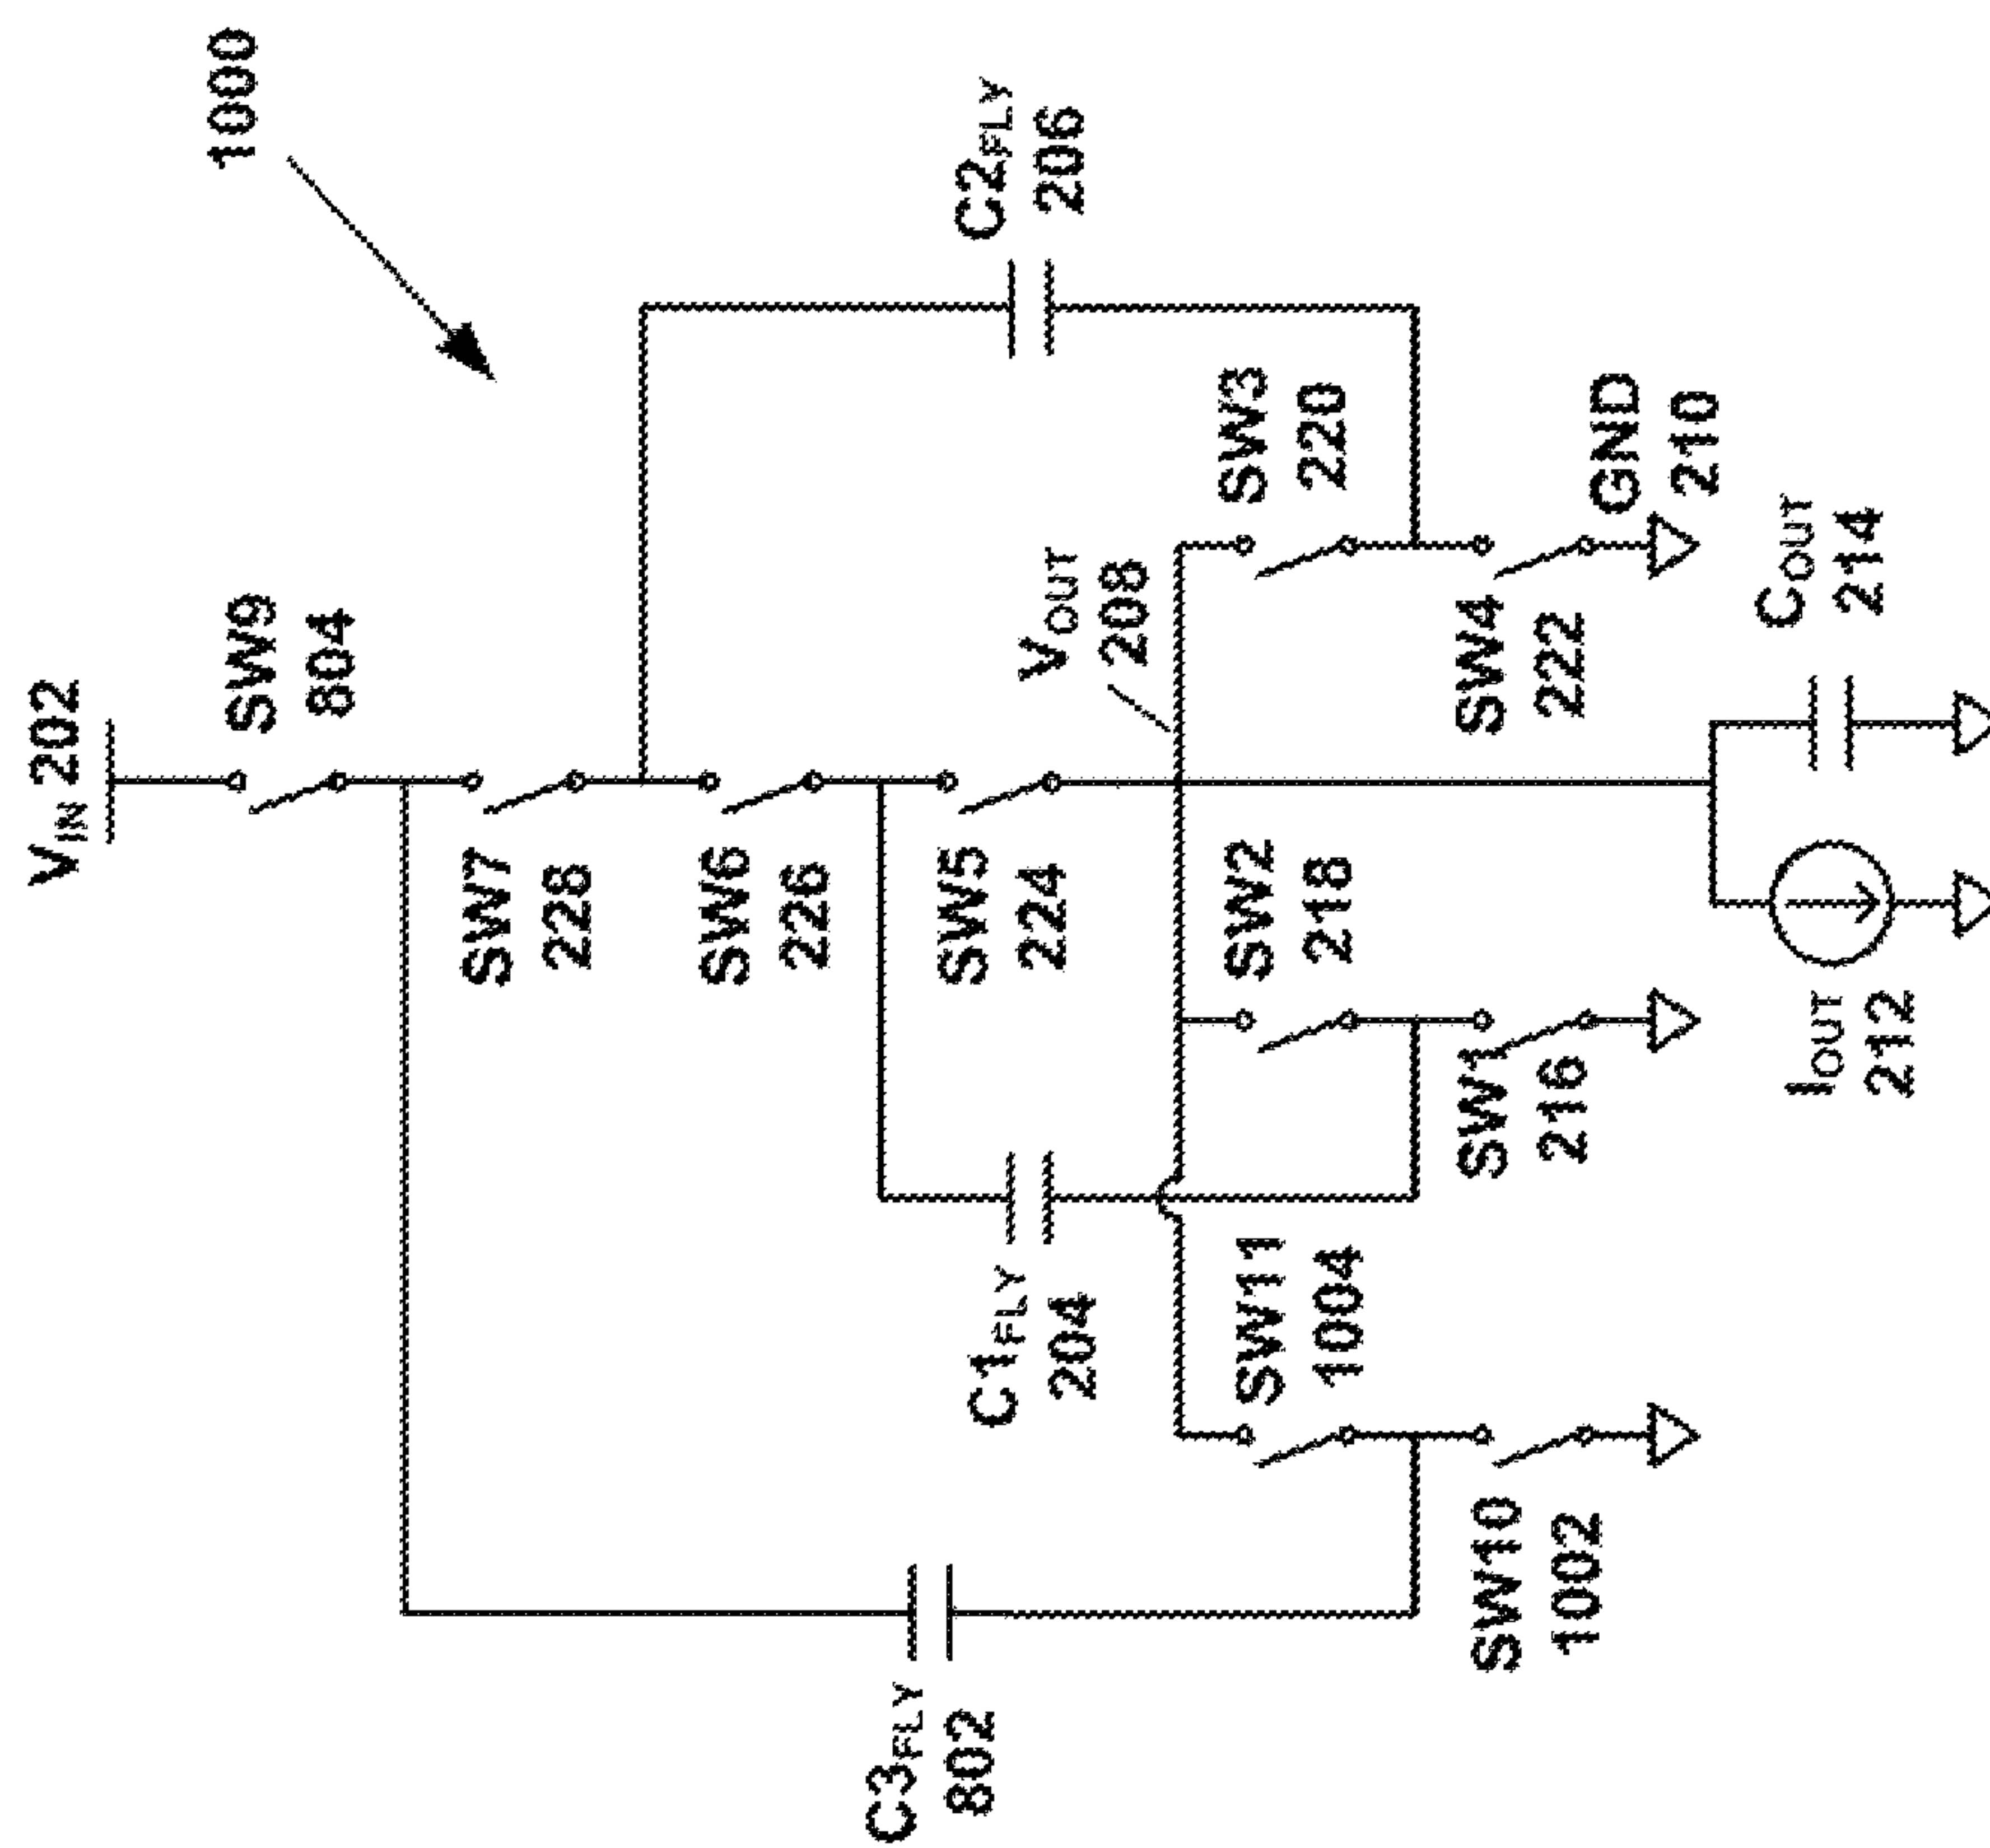 1000
VIN 202
SW9
804
SW7
228
SW6
226
SW5
224
C2FLY
206
C1FLY
204
C3FLY
802
VOUT
208
SW3
220
SW2
218
SW11
1004
SW4
222
GND
210
SW1
216
SW10
1002
COUT
214
IOUT
212